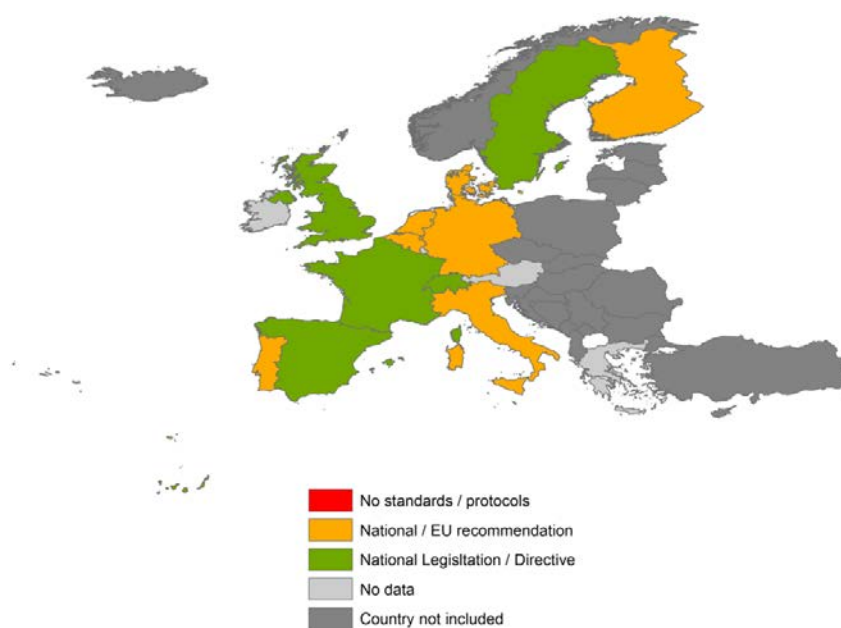 No standards / protocols
National / EU recommendation
National Legisltation / Directive
No data
Country not included